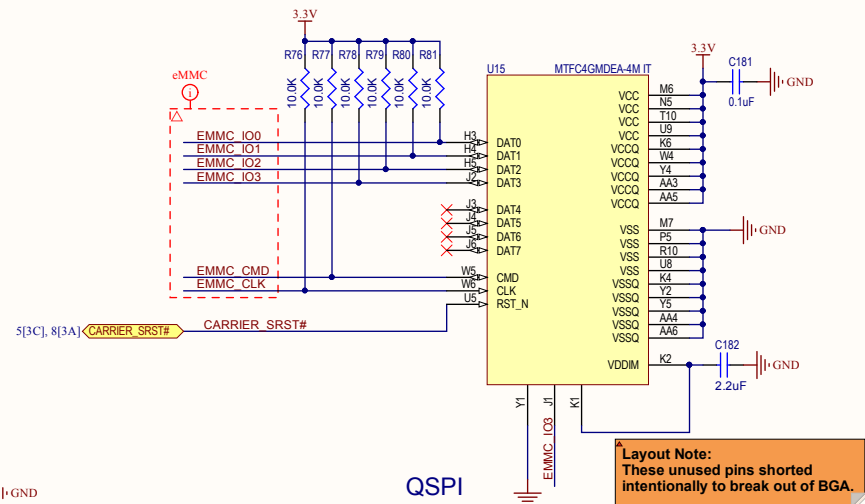 3.3V
R76 R77 R78 R79 R80 R81
10.0K 10.0K 10.0K 10.0K 10.0K 10.0K
eMMC
i
EMMC_IO0
EMMC_IO1
EMMC_IO2
EMMC_IO3
EMMC_CMD
EMMC_CLK
5[3C], 8[3A] CARRIER_SRST# CARRIER_SRST#
U15 MTFC4GMDEA-4M IT
H3 DAT0
H4 DAT1
H5 DAT2
J2 DAT3
J3 DAT4
J4 DAT5
J5 DAT6
J6 DAT7
W5 CMD
W6 CLK
U5 RST_N
VCC M6
VCC N5
VCC T10
VCC U9
VCCQ K6
VCCQ W4
VCCQ Y4
VCCQ AA3
VCCQ AA5
VSS M7
VSS P5
VSS R10
VSS U8
VSSQ K4
VSSQ Y2
VSSQ Y5
VSSQ AA4
VSSQ AA6
VDDIM K2
3.3V
C181
0.1uF
GND
GND
C182
2.2uF
GND
Y1 J1 K1
EMMC_IO3
GND
QSPI
Layout Note:
These unused pins shorted
intentionally to break out of BGA.